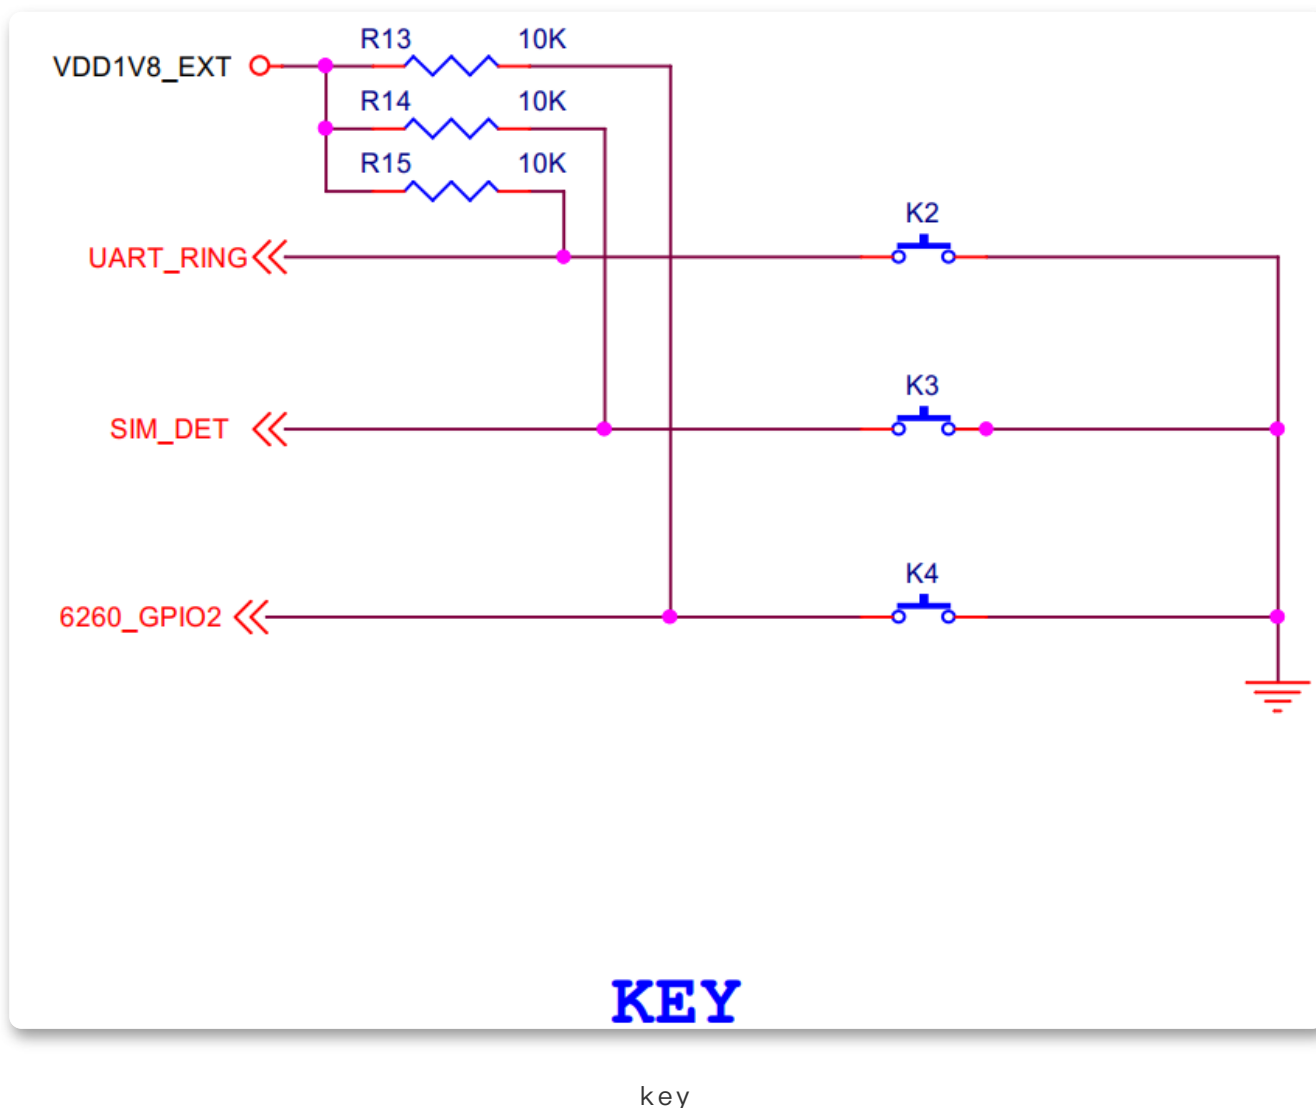 R13 10K
VDD1V8_EXT
R14 10K
R15 10K
K2
UART_RING
K3
SIM_DET
K4
6260_GPIO2
KEY
key